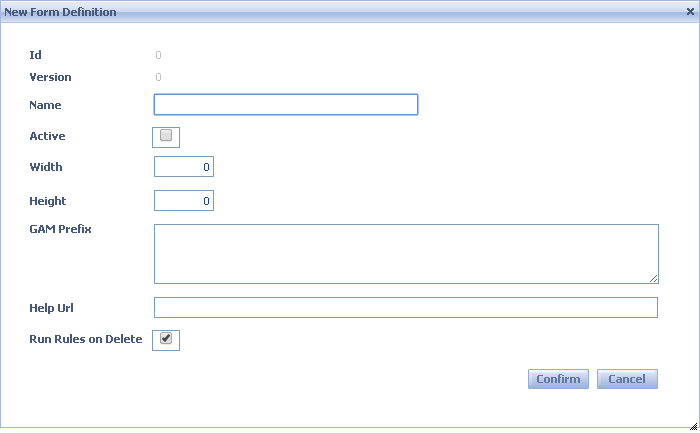 New Form Definition
Id 0
Version 0
Name
Active
Width 0
Height 0
GAM Prefix
Help Url
Run Rules on Delete
Confirm Cancel